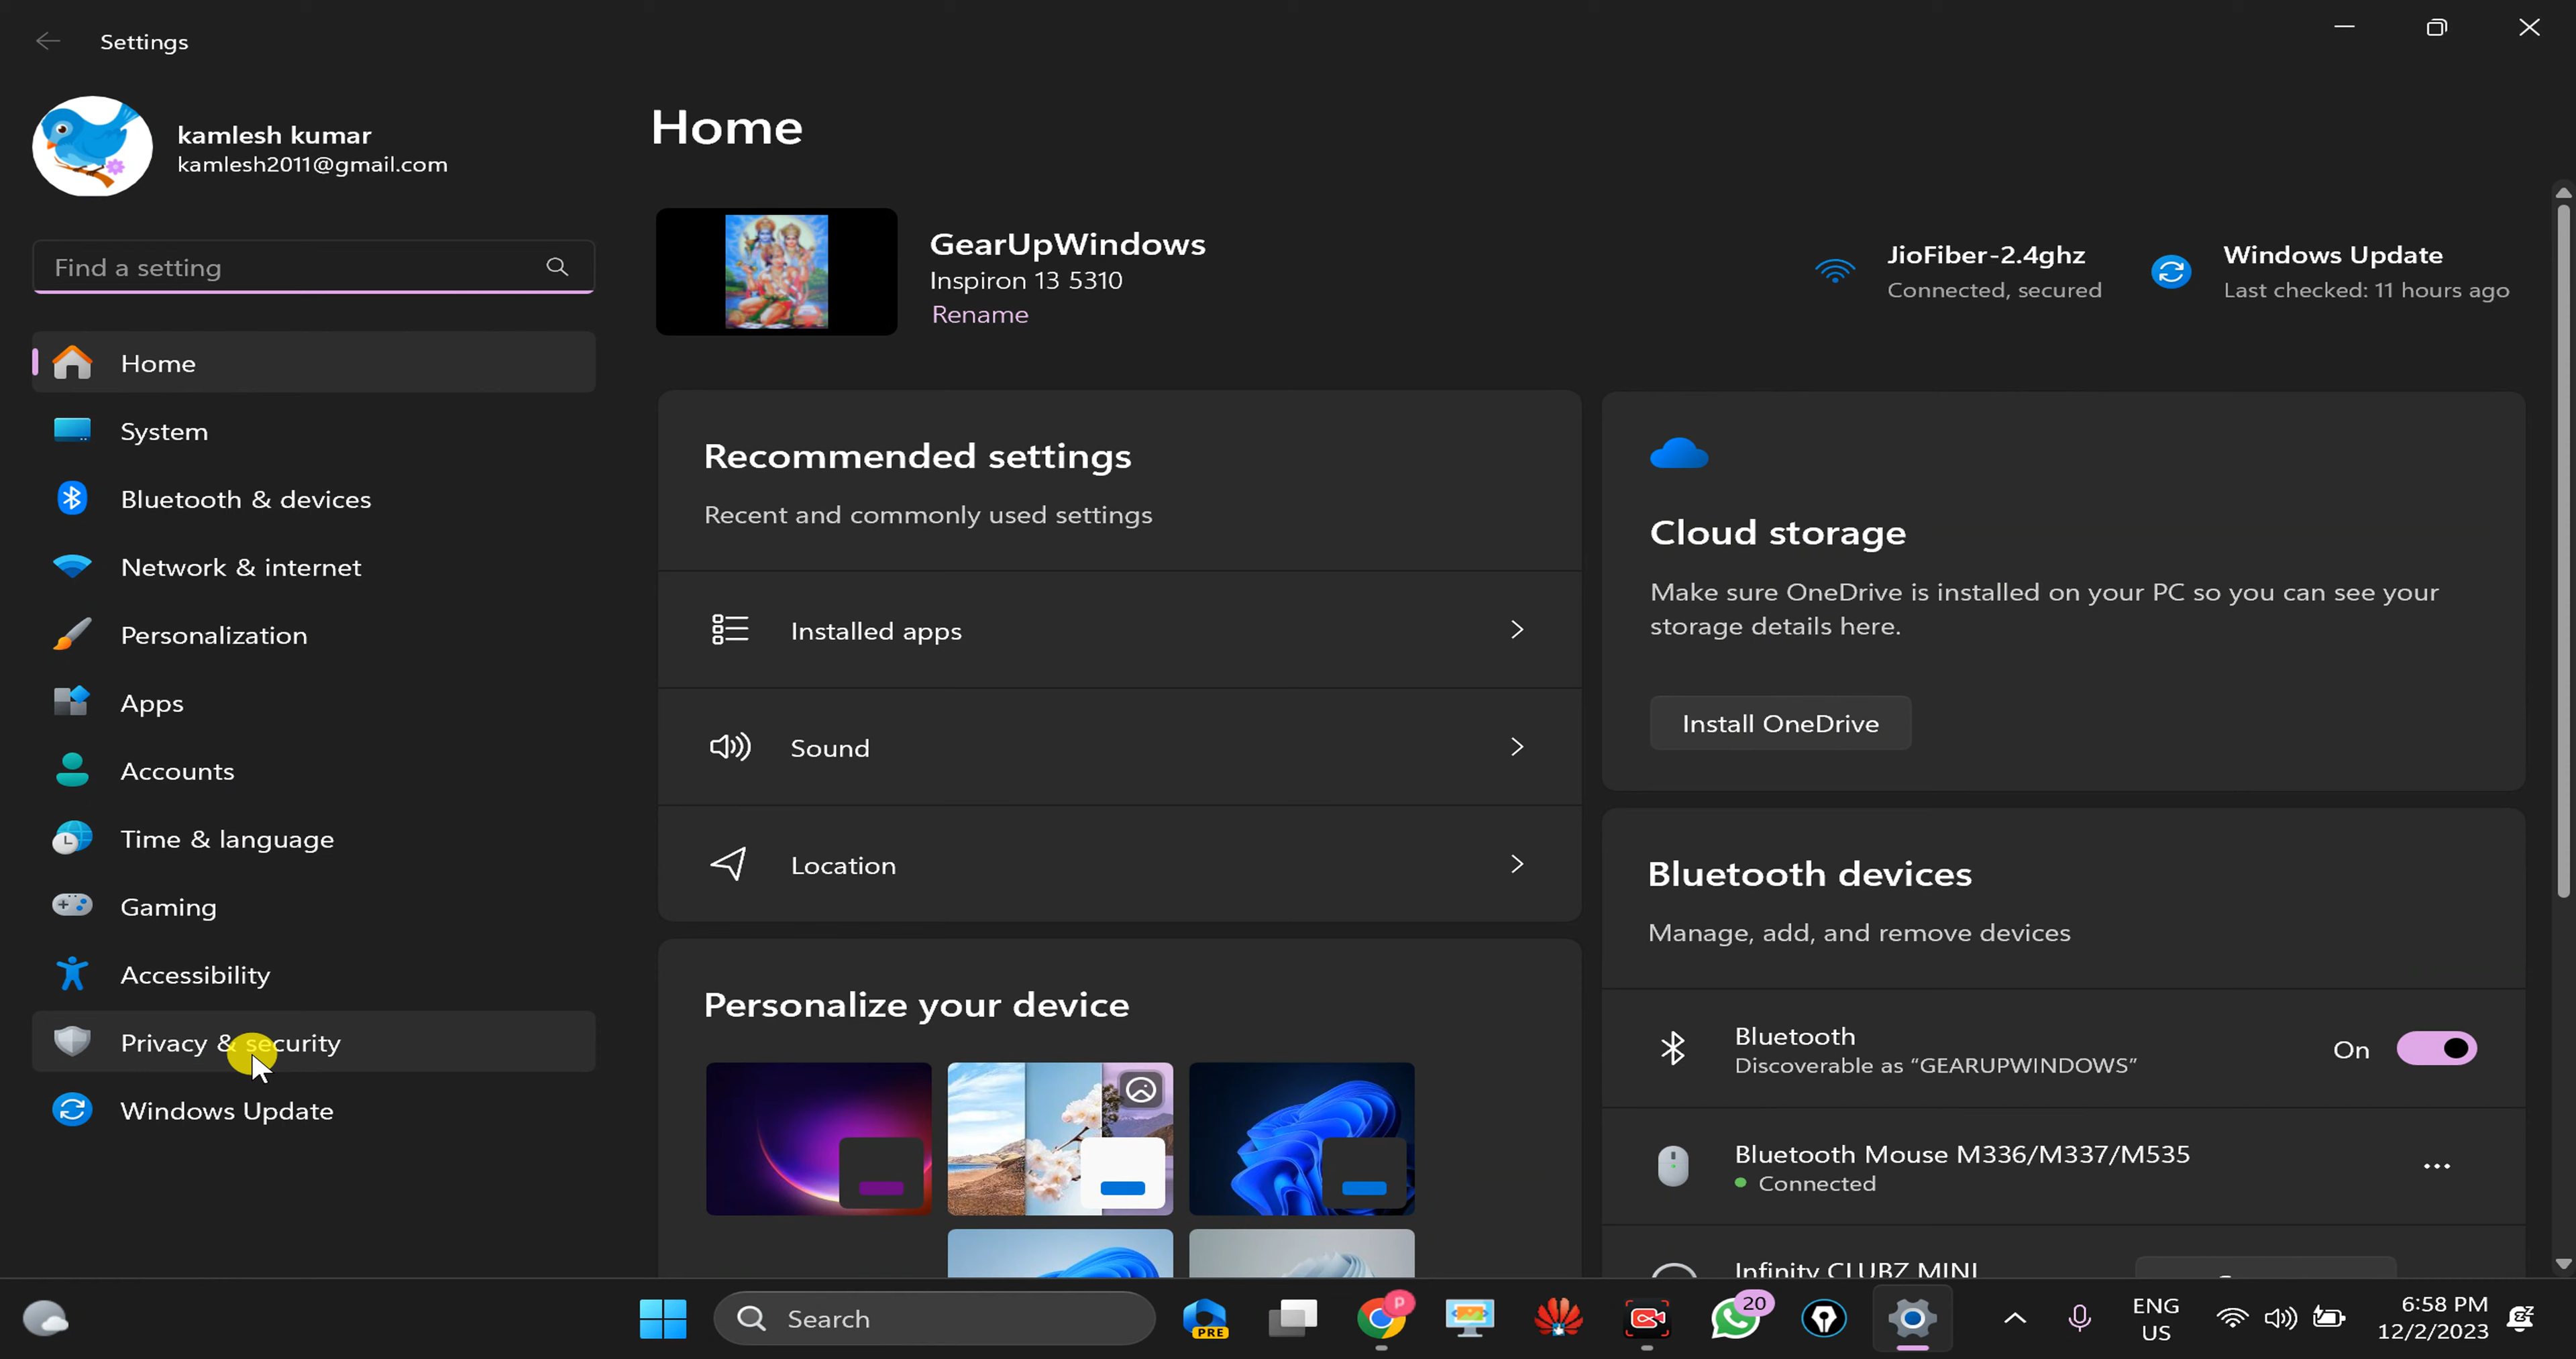 Settings
kamlesh kumar
kamlesh2011@gmail.com
Find a setting
Home
System
Bluetooth & devices
Network & internet
Personalization
Apps
Accounts
Time & language
Gaming
Accessibility
Privacy & security
Windows Update
Home
GearUpWindows
Inspiron 13 5310
Rename
JioFiber-2.4ghz
Connected, secured
Windows Update
Last checked: 11 hours ago
Recommended settings
Recent and commonly used settings
Installed apps
Sound
Location
Personalize your device
Cloud storage
Make sure OneDrive is installed on your PC so you can see your
storage details here.
Install OneDrive
Bluetooth devices
Manage, add, and remove devices
Bluetooth
Discoverable as “GEARUPWINDOWS”
On
Bluetooth Mouse M336/M337/M535
Connected
Infinity CLUBZ MINI
Search
PRE
P
20
ENG
US
6:58 PM
12/2/2023